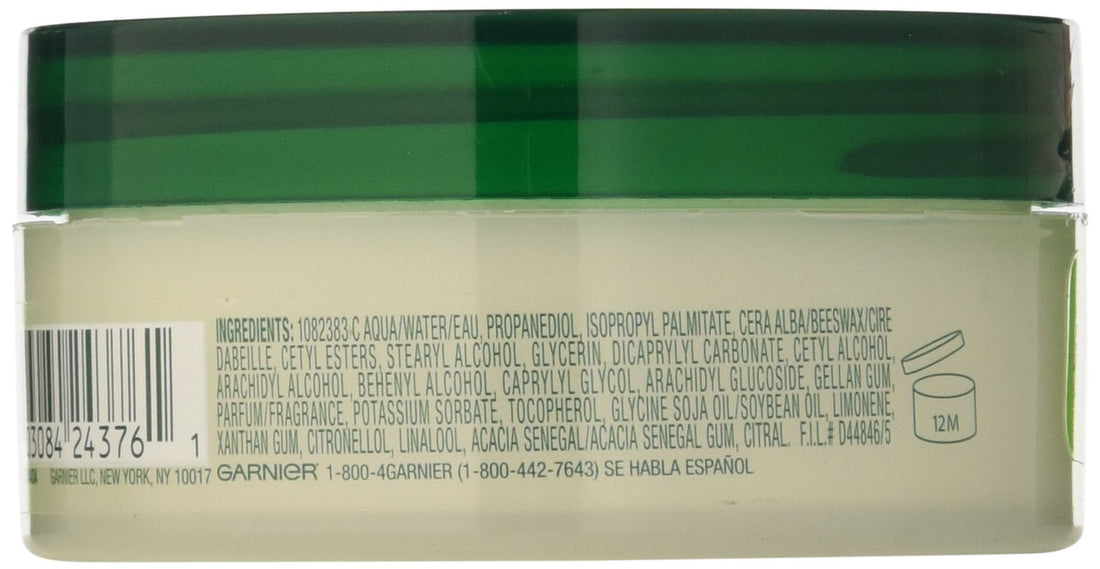 INGREDIENTS: 1082383·C AQUA/WATER/EAU, PROPANEDIOL, ISOPROPYL PALMITATE, CERA ALBA/BEESWAX/CIRE
DABEILLE, CETYL ESTERS, STEARYL ALCOHOL, GLYCERIN, DICAPRYLYL CARBONATE, CETYL ALCOHOL,
ARACHIDYL ALCOHOL, BEHENYL ALCOHOL, CAPRYLYL GLYCOL, ARACHIDYL GLUCOSIDE, GELLAN GUM,
PARFUM/FRAGRANCE, POTASSIUM SORBATE, TOCOPHEROL, GLYCINE SOJA OIL/SOYBEAN OIL, LIMONENE,
XANTHAN GUM, CITRONELLOL, LINALOOL, ACACIA SENEGAL/ACACIA SENEGAL GUM, CITRAL. F.I.L.# D44846/5
12M
03084 24376 1
GARNIER LLC, NEW YORK, NY 10017 GARNIER 1-800-4GARNIER (1-800-442-7643) SE HABLA ESPAÑOL